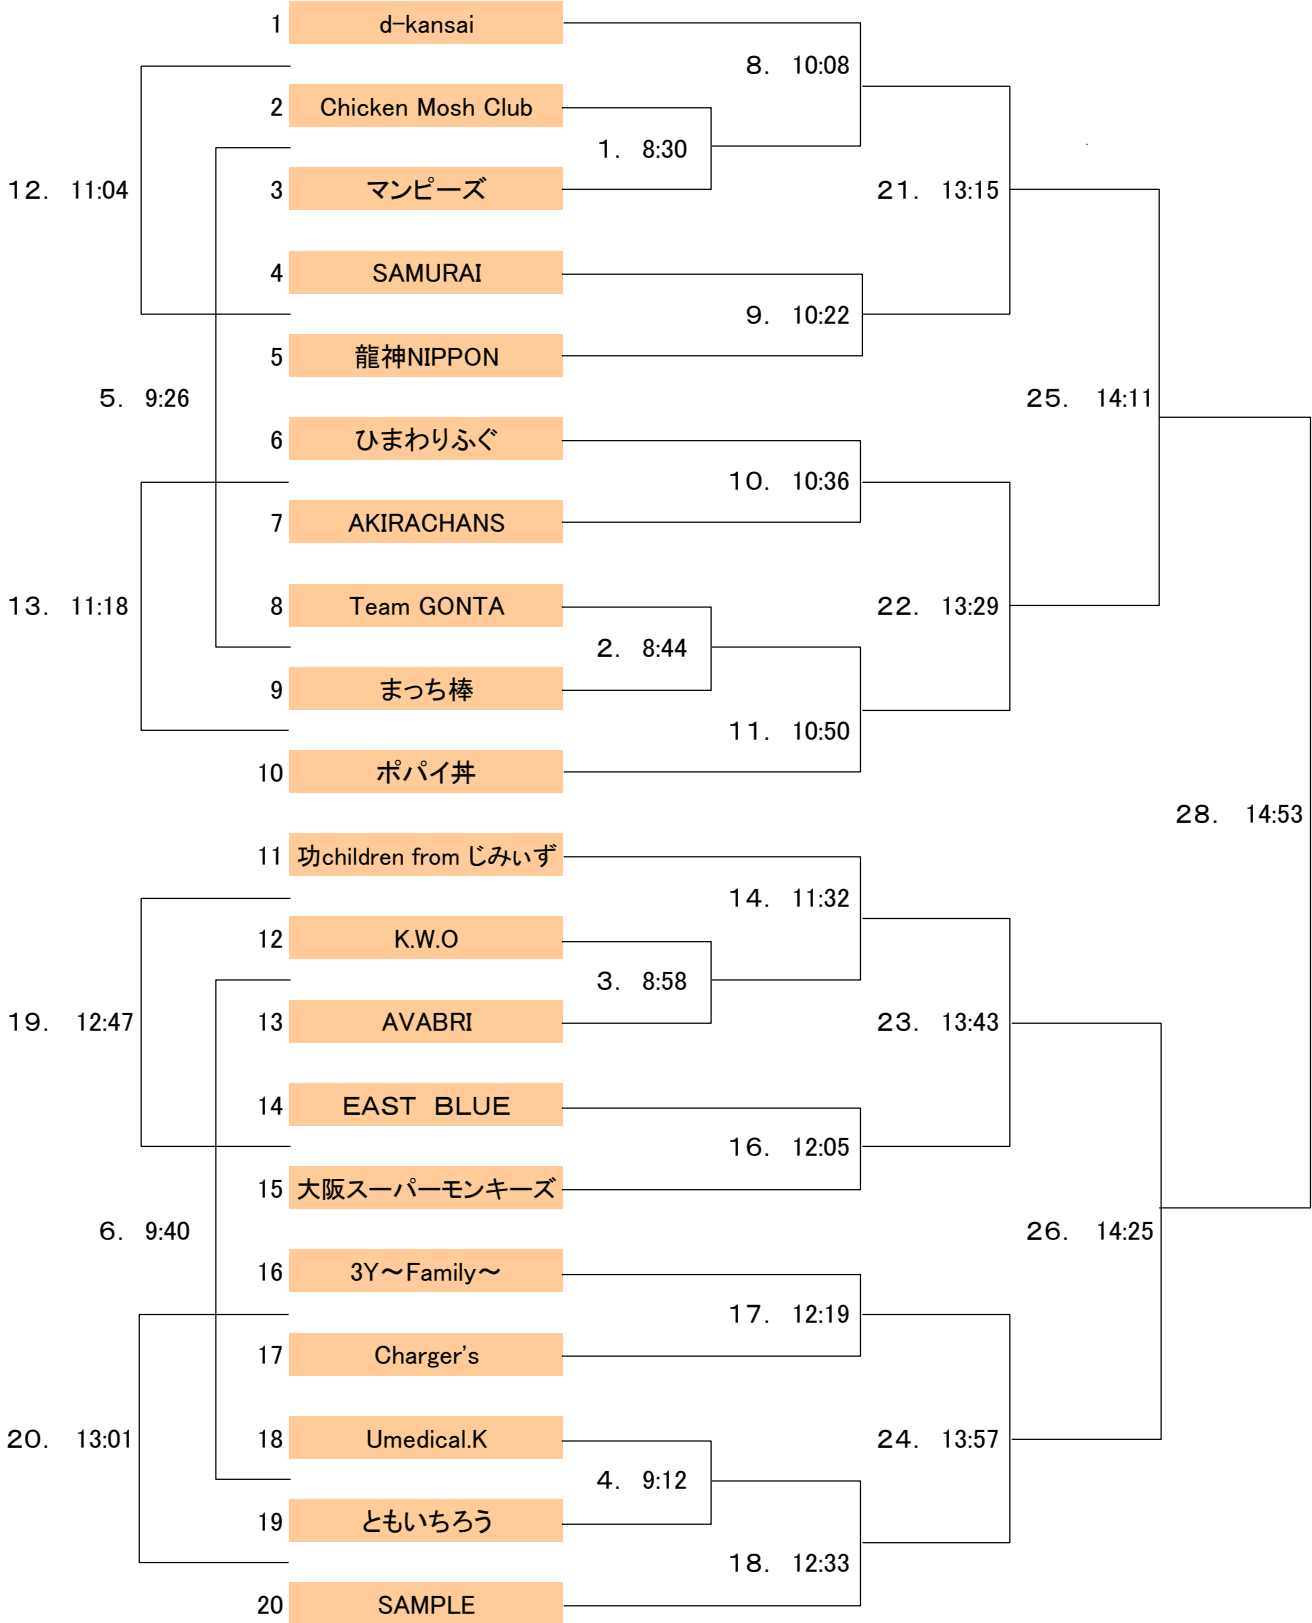 1 d-kansai
8. 10:08
2 Chicken Mosh Club
1. 8:30
12. 11:04
3 マンピーズ
21. 13:15
4 SAMURAI
9. 10:22
5 龍神NIPPON
5. 9:26
25. 14:11
6 ひまわりふぐ
10. 10:36
7 AKIRACHANS
13. 11:18
8 Team GONTA
22. 13:29
2. 8:44
9 まっち棒
11. 10:50
10 ポパイ丼
28. 14:53
11 功children from じみぃず
14. 11:32
12 K.W.O
3. 8:58
19. 12:47
13 AVABRI
23. 13:43
14 EAST BLUE
16. 12:05
15 大阪スーパーモンキーズ
6. 9:40
26. 14:25
16 3Y～Family～
17. 12:19
17 Charger's
20. 13:01
18 Umedical.K
24. 13:57
4. 9:12
19 ともいちろう
18. 12:33
20 SAMPLE